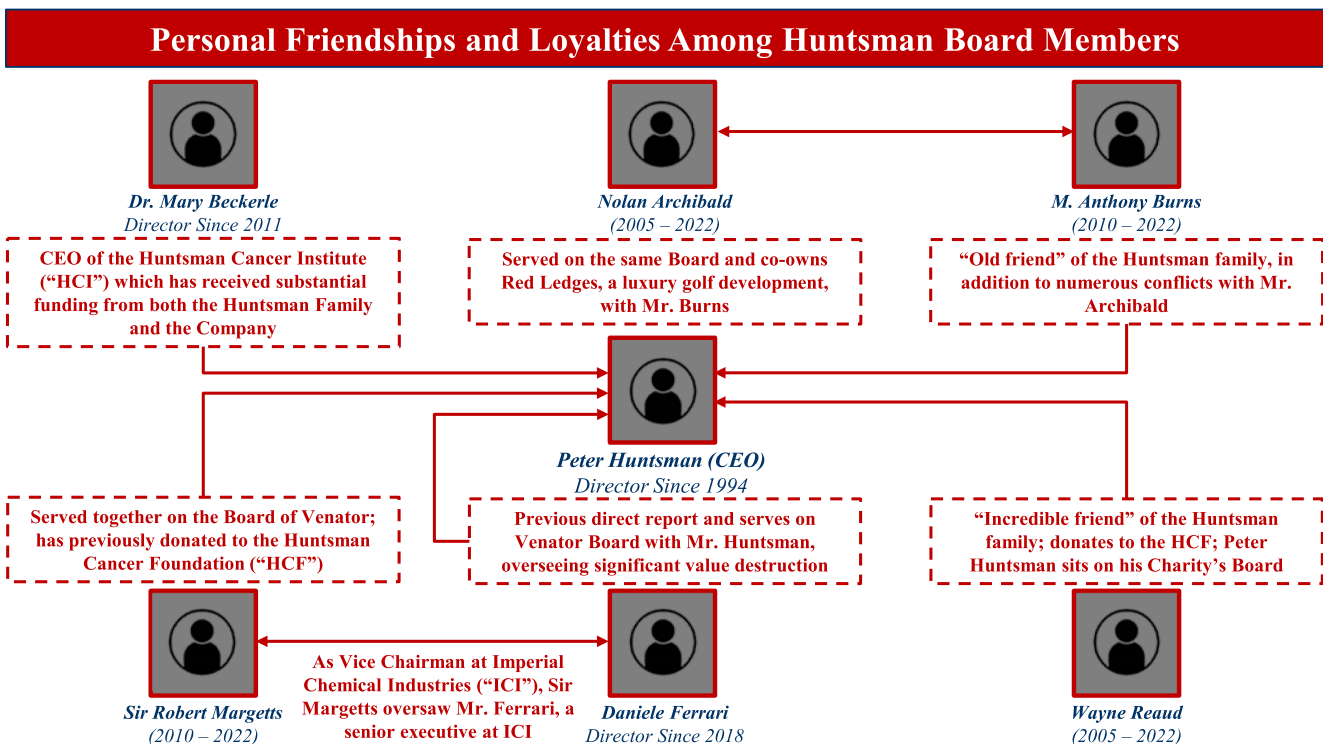 Personal Friendships and Loyalties Among Huntsman Board Members
Dr. Mary Beckerle
Director Since 2011
CEO of the Huntsman Cancer Institute
(“HCI”) which has received substantial
funding from both the Huntsman Family
and the Company
Nolan Archibald
(2005 – 2022)
Served on the same Board and co-owns
Red Ledges, a luxury golf development,
with Mr. Burns
M. Anthony Burns
(2010 – 2022)
“Old friend” of the Huntsman family, in
addition to numerous conflicts with Mr.
Archibald
Peter Huntsman (CEO)
Director Since 1994
Served together on the Board of Venator;
has previously donated to the Huntsman
Cancer Foundation (“HCF”)
Previous direct report and serves on
Venator Board with Mr. Huntsman,
overseeing significant value destruction
“Incredible friend” of the Huntsman
family; donates to the HCF; Peter
Huntsman sits on his Charity’s Board
Sir Robert Margetts
(2010 – 2022)
As Vice Chairman at Imperial
Chemical Industries (“ICI”), Sir
Margetts oversaw Mr. Ferrari, a
senior executive at ICI
Daniele Ferrari
Director Since 2018
Wayne Reaud
(2005 – 2022)